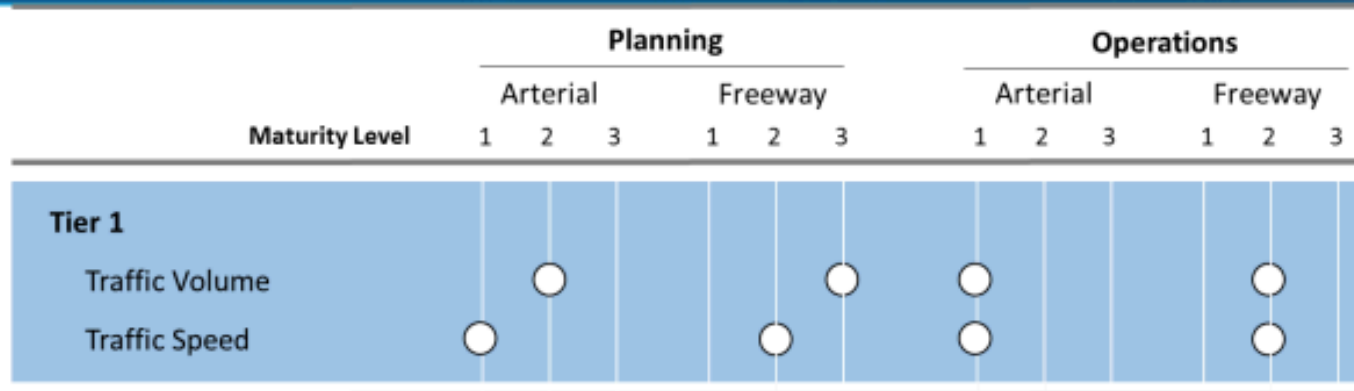 Planning Operations
Arterial Freeway Arterial Freeway
Maturity Level 1 2 3 1 2 3 1 2 3 1 2 3
Tier 1
Traffic Volume
Traffic Speed